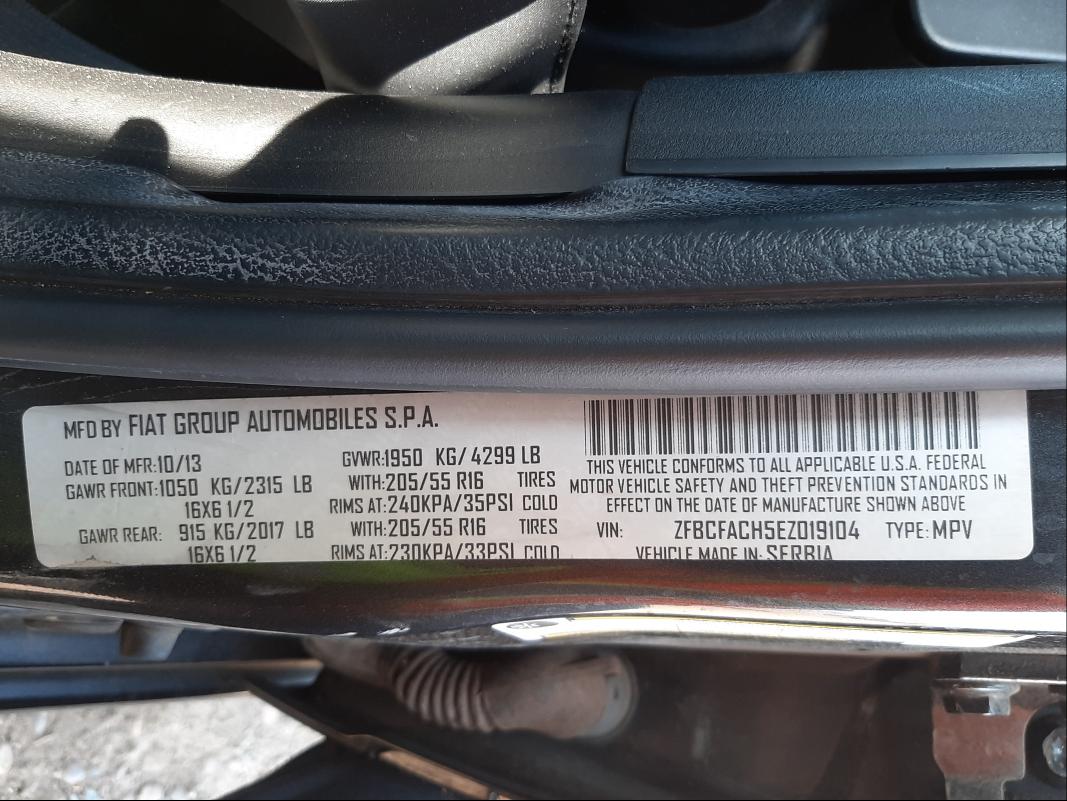 MFD BY FIAT GROUP AUTOMOBILES S.P.A.
DATE OF MFR:10/13 GVWR:1950 KG/4299 LB
GAWR FRONT:1050 KG/2315 LB WITH:205/55 R16 TIRES
16X6 1/2 RIMS AT:240KPA/35PSI COLD
GAWR REAR: 915 KG/2017 LB WITH:205/55 R16 TIRES
16X6 1/2 RIMS AT:230KPA/33PSI COLD
THIS VEHICLE CONFORMS TO ALL APPLICABLE U.S.A. FEDERAL
MOTOR VEHICLE SAFETY AND THEFT PREVENTION STANDARDS IN
EFFECT ON THE DATE OF MANUFACTURE SHOWN ABOVE
VIN: ZFBCFACH5EZ019104 TYPE: MPV
VEHICLE MADE IN: SERBIA